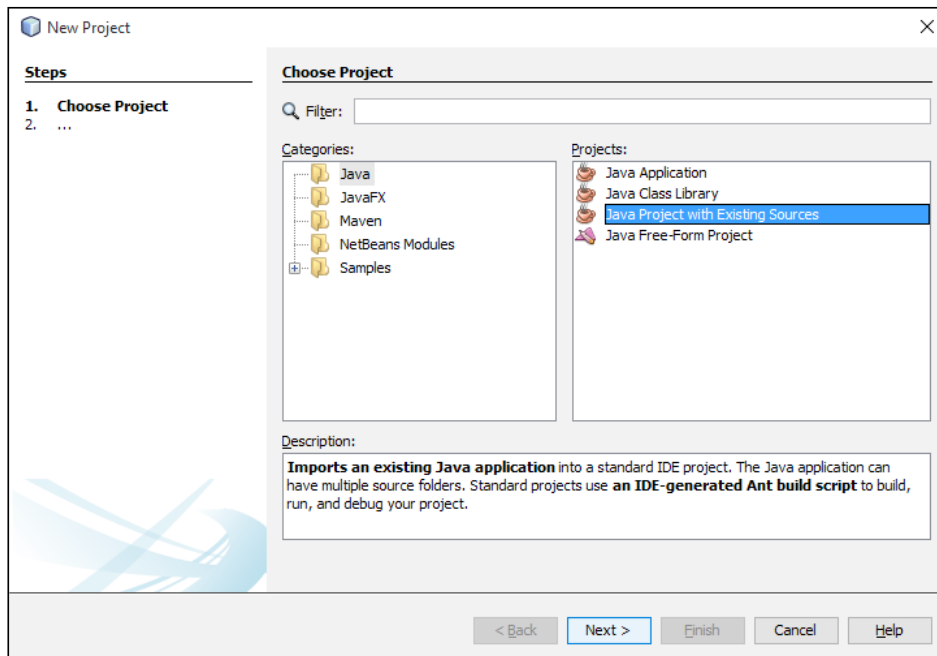 New Project
Steps
1. Choose Project
2. ...
Choose Project
Filter:
Categories:
Java
JavaFX
Maven
NetBeans Modules
Samples
Projects:
Java Application
Java Class Library
Java Project with Existing Sources
Java Free-Form Project
Description:
Imports an existing Java application into a standard IDE project. The Java application can
have multiple source folders. Standard projects use an IDE-generated Ant build script to build,
run, and debug your project.
< Back Next > Finish Cancel Help